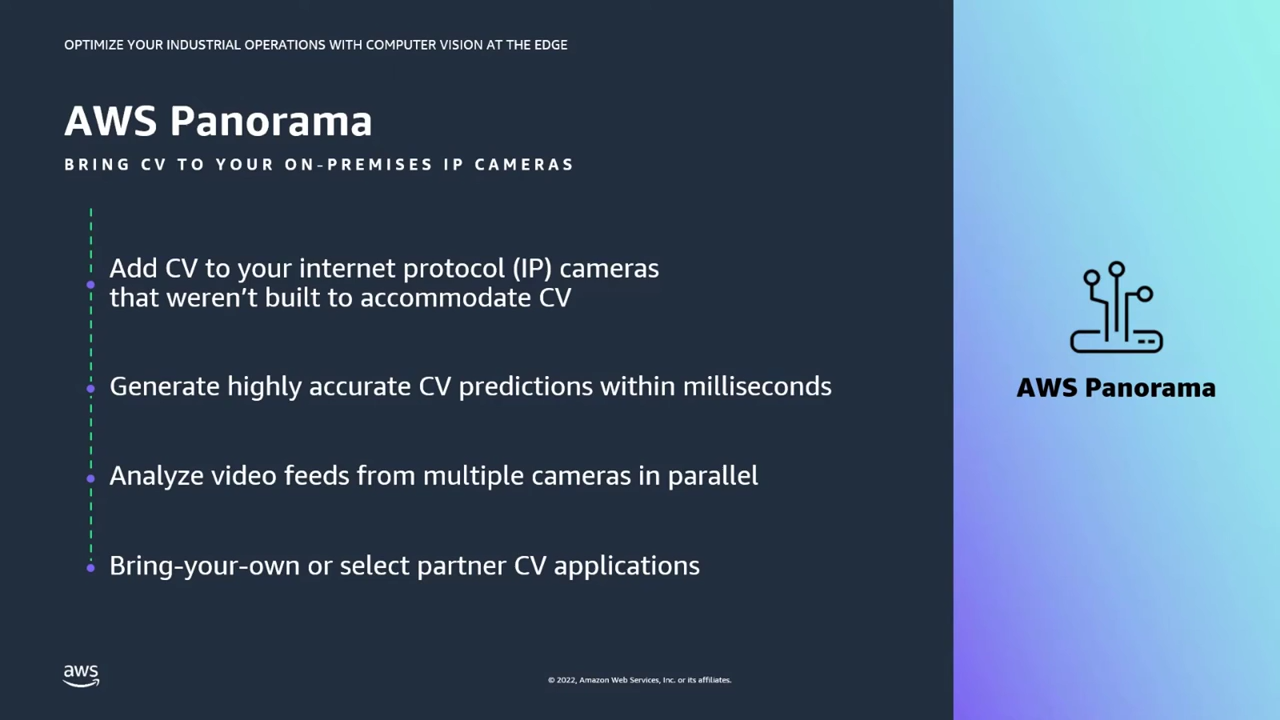 OPTIMIZE YOUR INDUSTRIAL OPERATIONS WITH COMPUTER VISION AT THE EDGE
AWS Panorama
BRING CV TO YOUR ON-PREMISES IP CAMERAS
Add CV to your internet protocol (IP) cameras
that weren't built to accommodate CV
Generate highly accurate CV predictions within milliseconds
Analyze video feeds from multiple cameras in parallel
Bring-your-own or select partner CV applications
AWS Panorama
aws
© 2022, Amazon Web Services, Inc. or its affiliates.